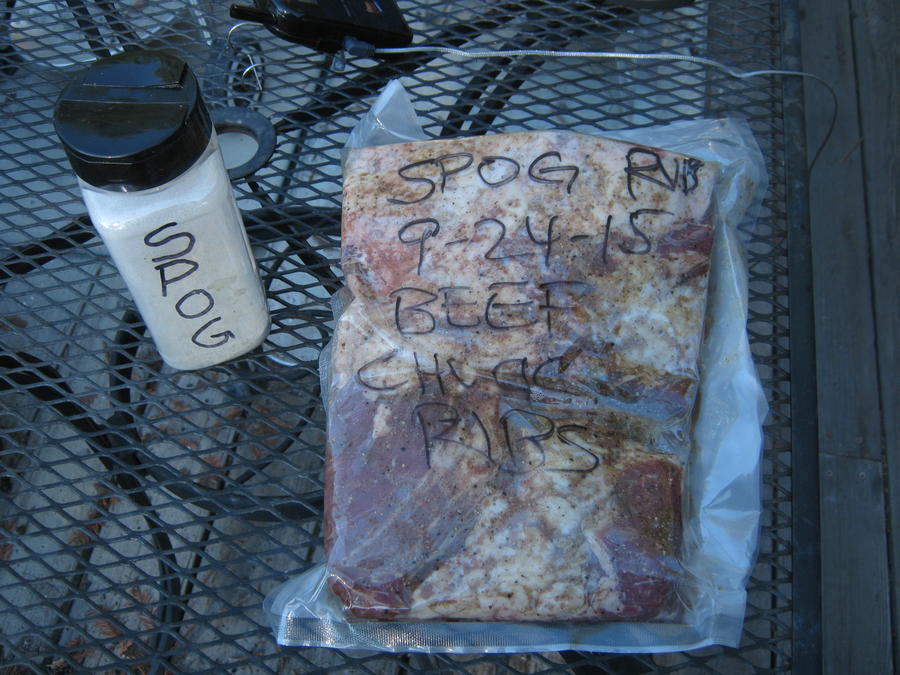 SPOG
SPOG RUB
9-24-15
BEEF
CHUCK
RIBS